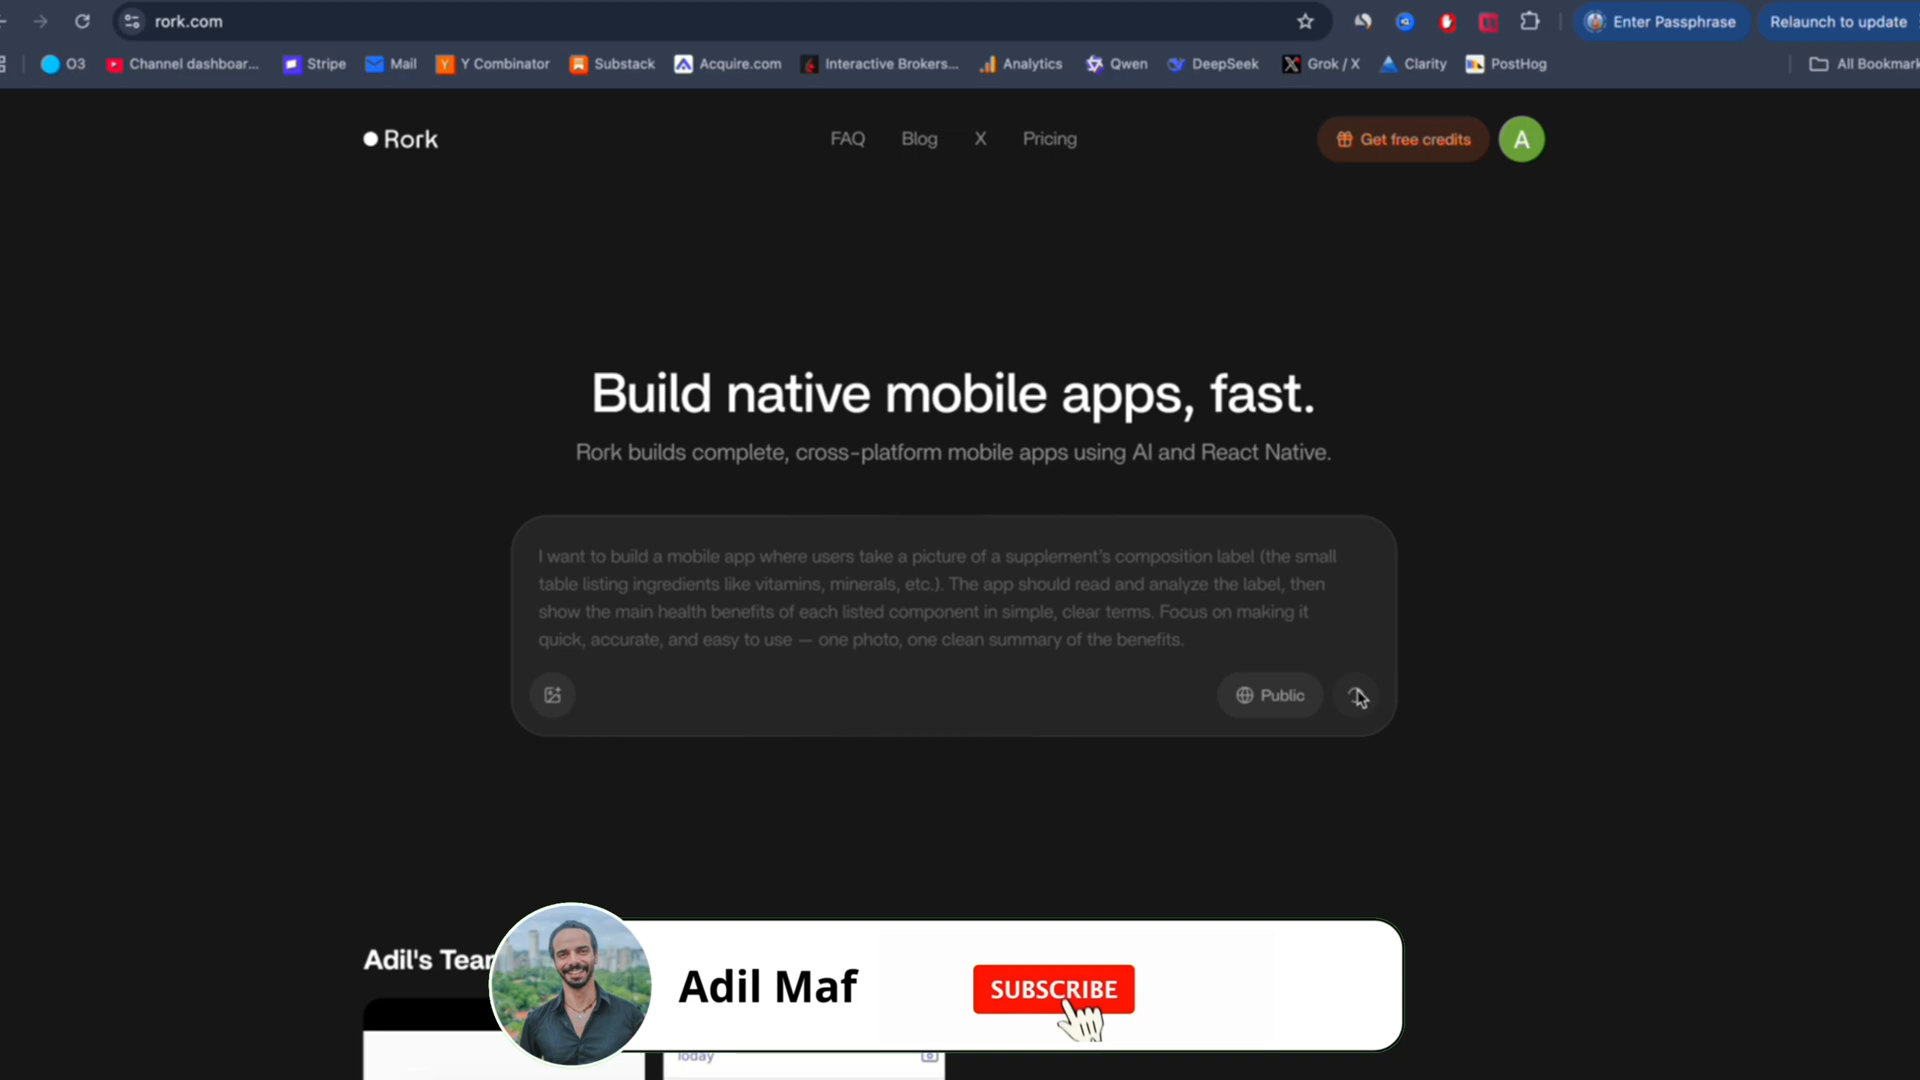 rork.com
Enter Passphrase
Relaunch to update
O3
Channel dashboar...
Stripe
Mail
Y Combinator
Substack
Acquire.com
Interactive Brokers...
Analytics
Qwen
DeepSeek
Grok / X
Clarity
PostHog
All Bookmark
Rork
FAQ
Blog
X
Pricing
Get free credits
A
Build native mobile apps, fast.
Rork builds complete, cross-platform mobile apps using AI and React Native.
I want to build a mobile app where users take a picture of a supplement's composition label (the small
table listing ingredients like vitamins, minerals, etc.). The app should read and analyze the label, then
show the main health benefits of each listed component in simple, clear terms. Focus on making it
quick, accurate, and easy to use — one photo, one clean summary of the benefits.
Public
Adil's Tea
Adil Maf
SUBSCRIBE
Today